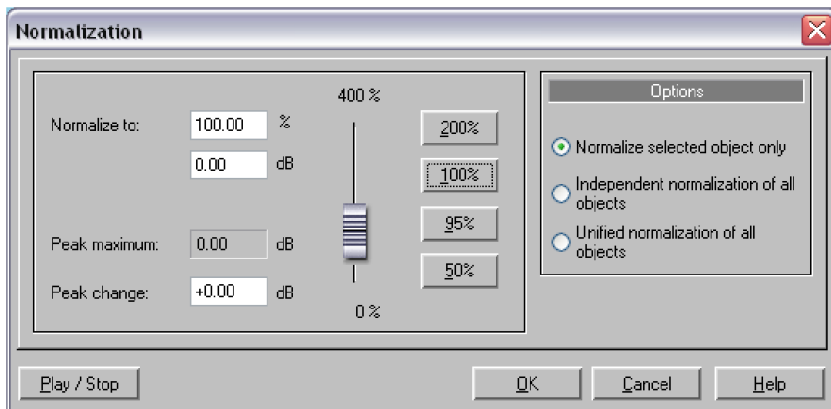 Normalization
400 %
Normalize to: 100.00 %
0.00 dB
Peak maximum: 0.00 dB
Peak change: +0.00 dB
0 %
200%
100%
95%
50%
Options
Normalize selected object only
Independent normalization of all
objects
Unified normalization of all
objects
Play / Stop
OK
Cancel
Help